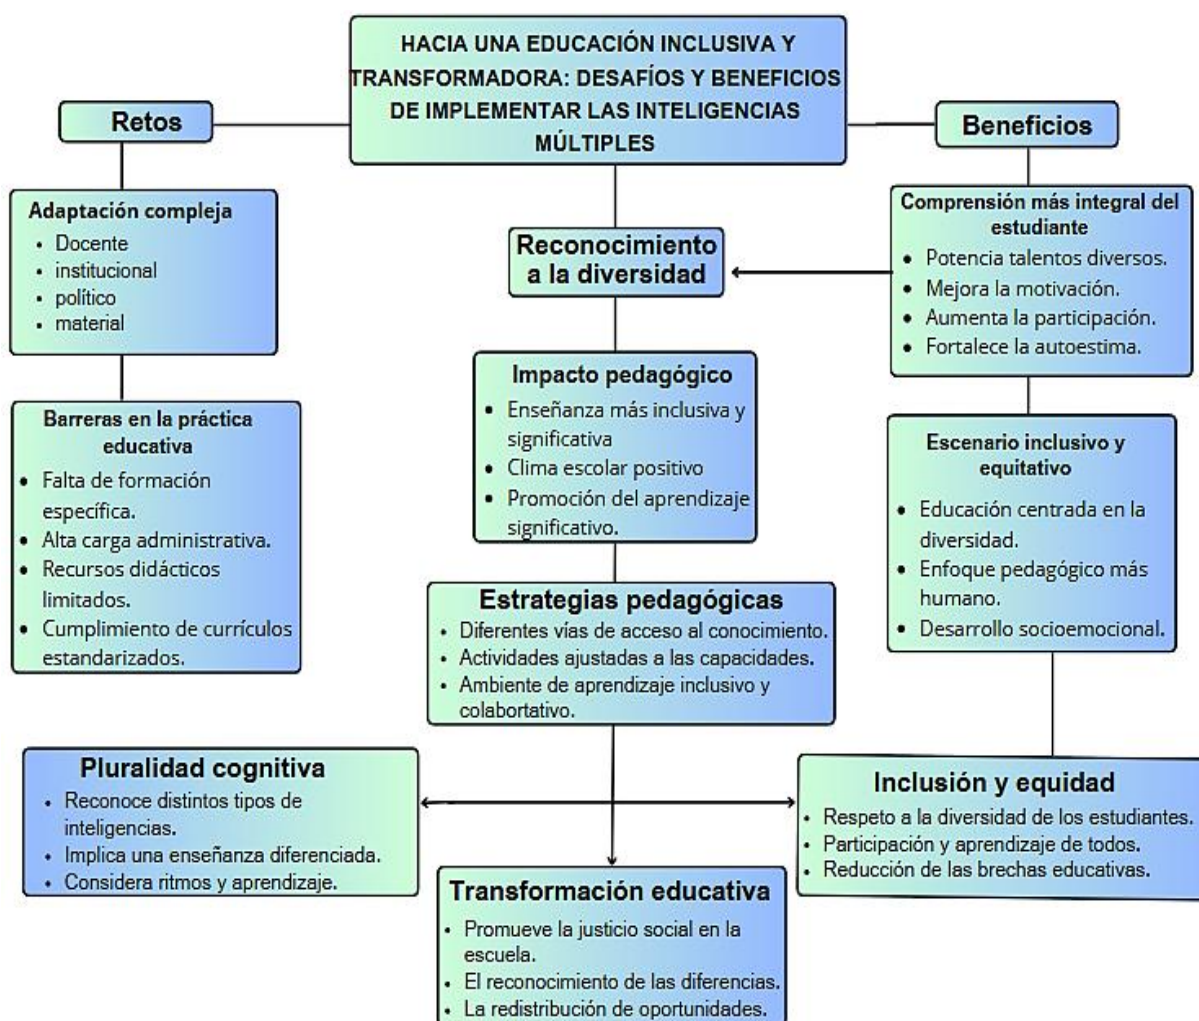 HACIA UNA EDUCACIÓN INCLUSIVA Y
TRANSFORMADORA: DESAFÍOS Y BENEFICIOS
DE IMPLEMENTAR LAS INTELIGENCIAS
MÚLTIPLES
Retos
Adaptación compleja
• Docente
• institucional
• político
• material
Barreras en la práctica
educativa
• Falta de formación
específica.
• Alta carga administrativa.
• Recursos didácticos
limitados.
• Cumplimiento de currículos
estandarizados.
Reconocimiento
a la diversidad
Impacto pedagógico
• Enseñanza más inclusiva y
significativa
• Clima escolar positivo
• Promoción del aprendizaje
significativo.
Estrategias pedagógicas
• Diferentes vías de acceso al conocimiento.
• Actividades ajustadas a las capacidades.
• Ambiente de aprendizaje inclusivo y
colabortativo.
Beneficios
Comprensión más integral del
estudiante
• Potencia talentos diversos.
• Mejora la motivación.
• Aumenta la participación.
• Fortalece la autoestima.
Escenario inclusivo y
equitativo
• Educación centrada en la
diversidad.
• Enfoque pedagógico más
humano.
• Desarrollo socioemocional.
Pluralidad cognitiva
• Reconoce distintos tipos de
inteligencias.
• Implica una enseñanza diferenciada.
• Considera ritmos y aprendizaje.
Transformación educativa
• Promueve la justicio social en la
escuela.
• El reconocimiento de las diferencias.
• La redistribución de oportunidades.
Inclusión y equidad
• Respeto a la diversidad de los estudiantes.
• Participación y aprendizaje de todos.
• Reducción de las brechas educativas.